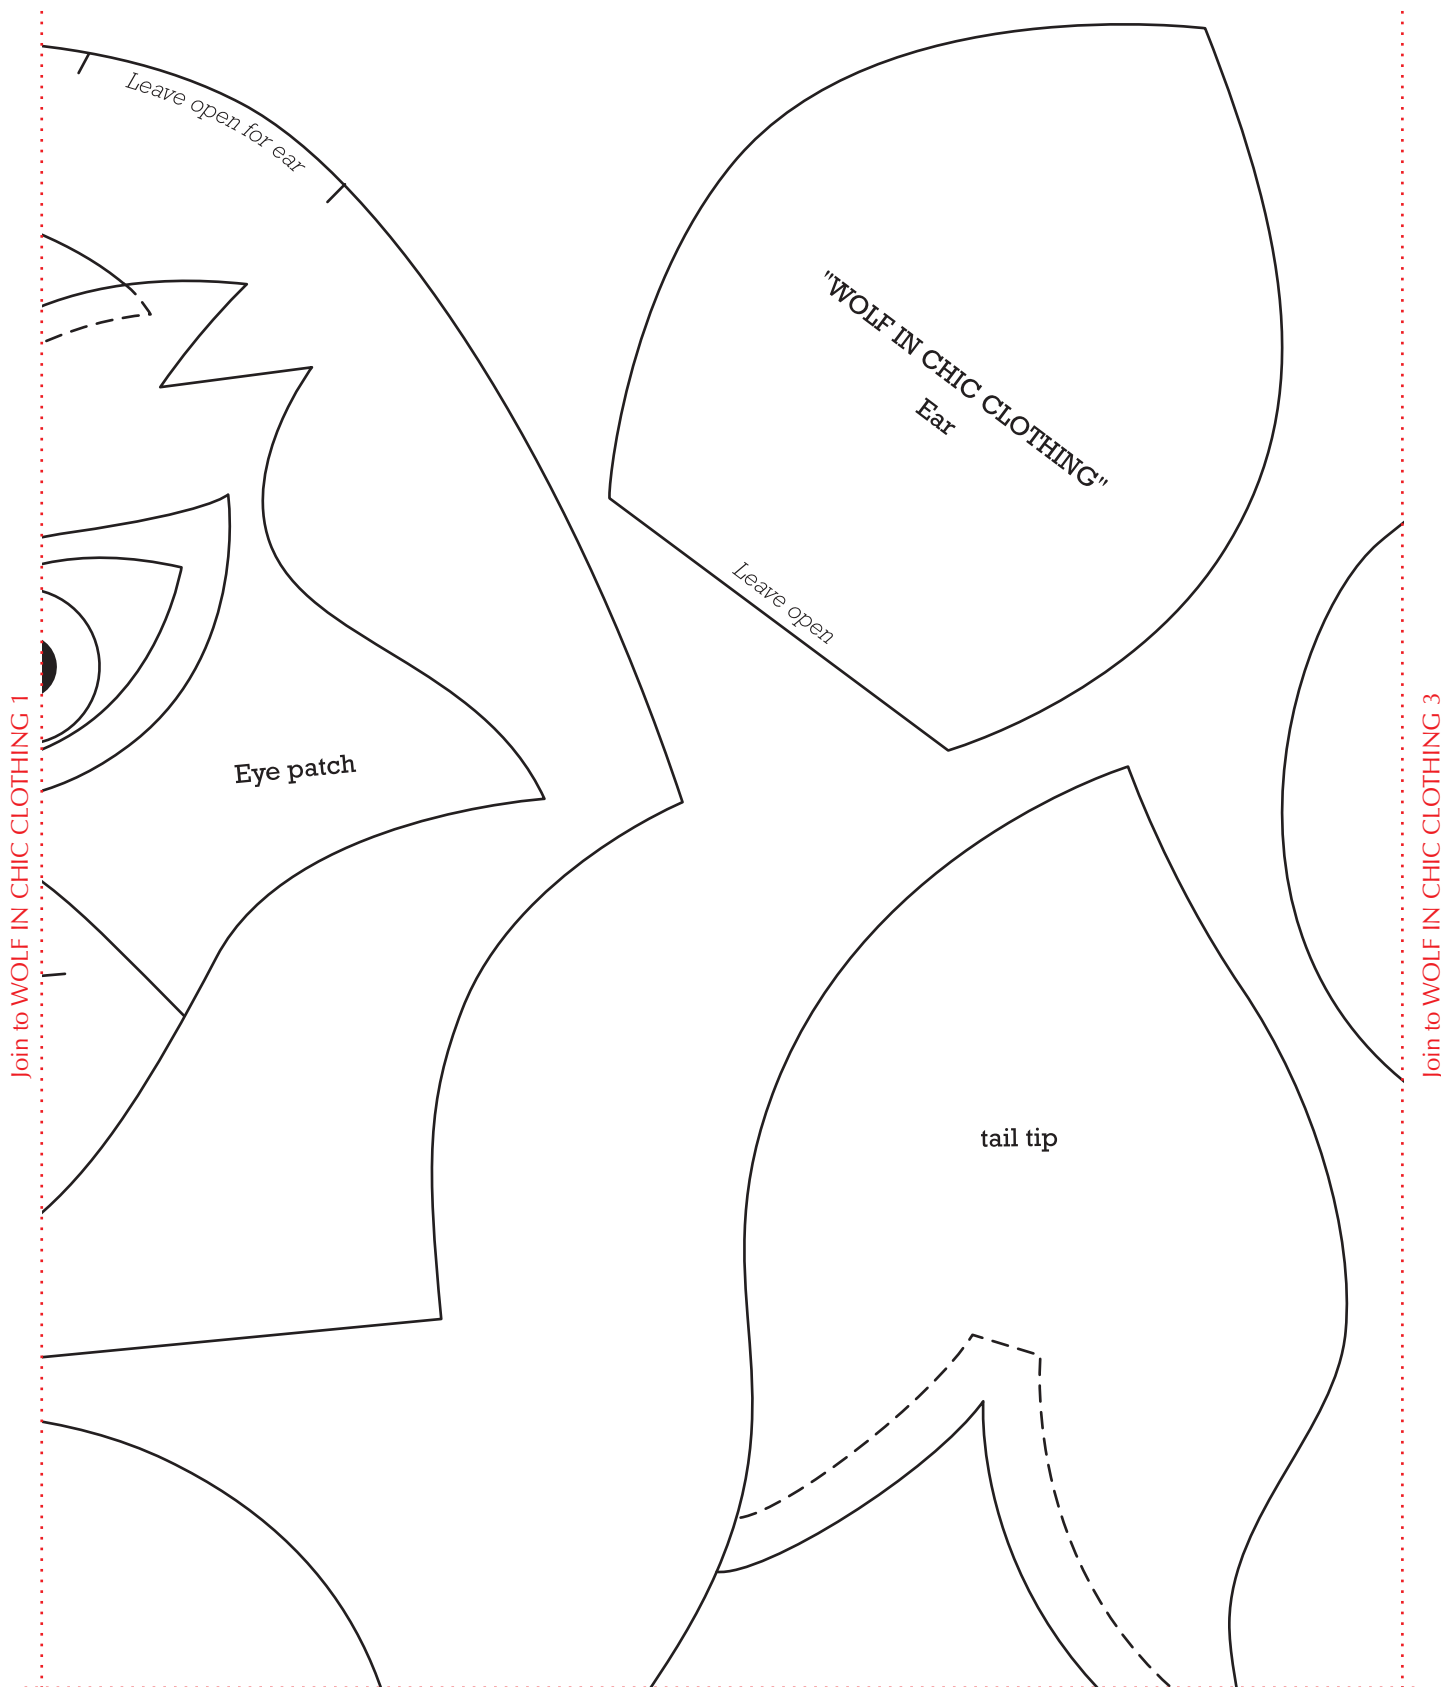 Leave open for ear
"WOLF IN CHIC CLOTHING"
Ear
Leave open
Eye patch
tail tip
Join to WOLF IN CHIC CLOTHING 1
Join to WOLF IN CHIC CLOTHING 3